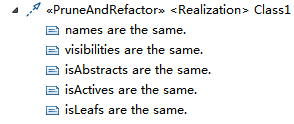 «PruneAndRefactor» <Realization> Class1
names are the same.
visibilities are the same.
isAbstracts are the same.
isActives are the same.
isLeafs are the same.